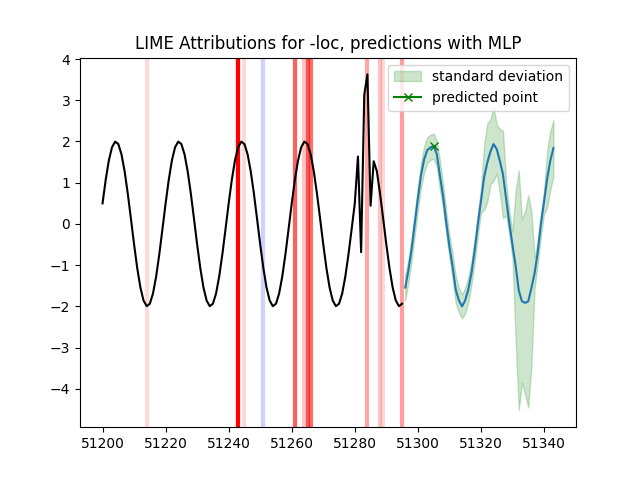 LIME Attributions for -loc, predictions with MLP
standard deviation
predicted point
4
3
2
1
0
−1
−2
−3
−4
51200 51220 51240 51260 51280 51300 51320 51340